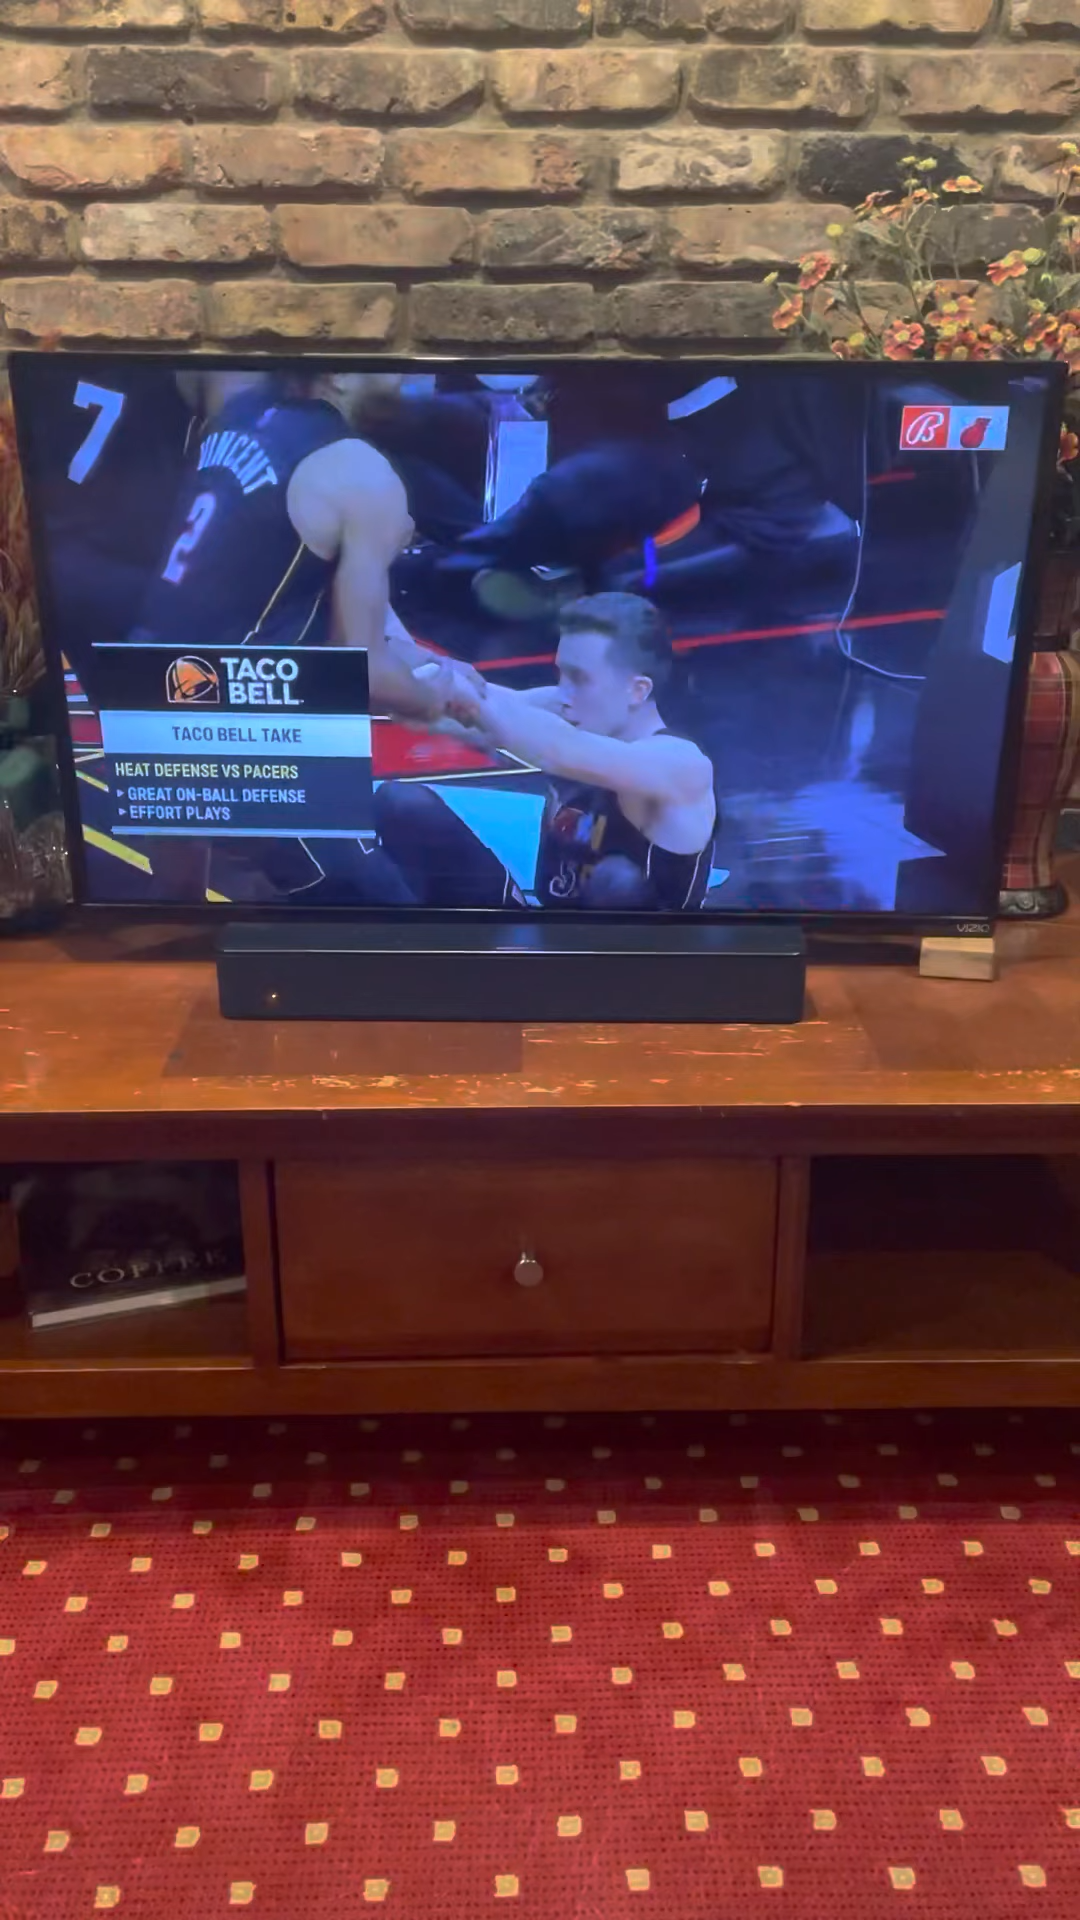 7
VINCENT
2
B
TACO
BELL
TACO BELL TAKE
HEAT DEFENSE VS PACERS
GREAT ON-BALL DEFENSE
EFFORT PLAYS
VIZIO